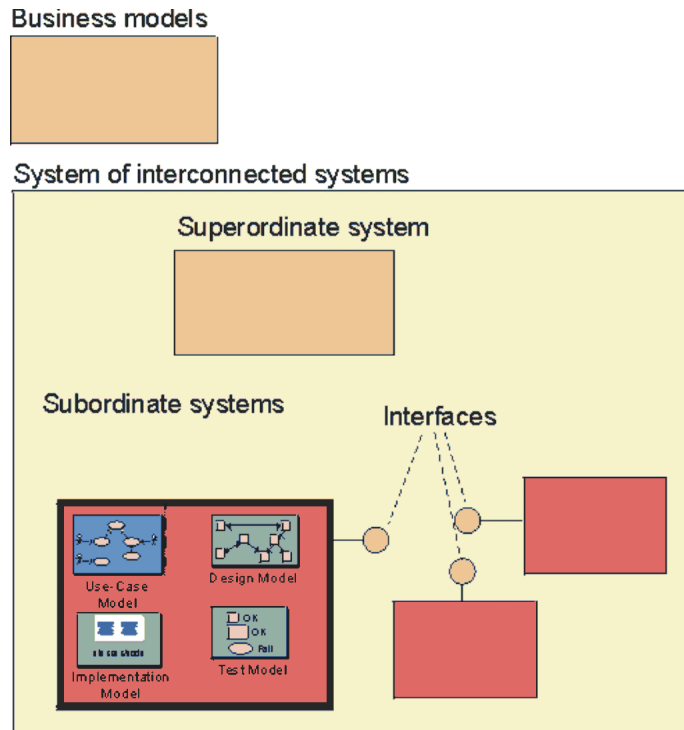 Business models
System of interconnected systems
Superordinate system
Subordinate systems
Interfaces
Use-Case
Model
Design Model
OK
OK
Fail
Implementation
Model
Test Model